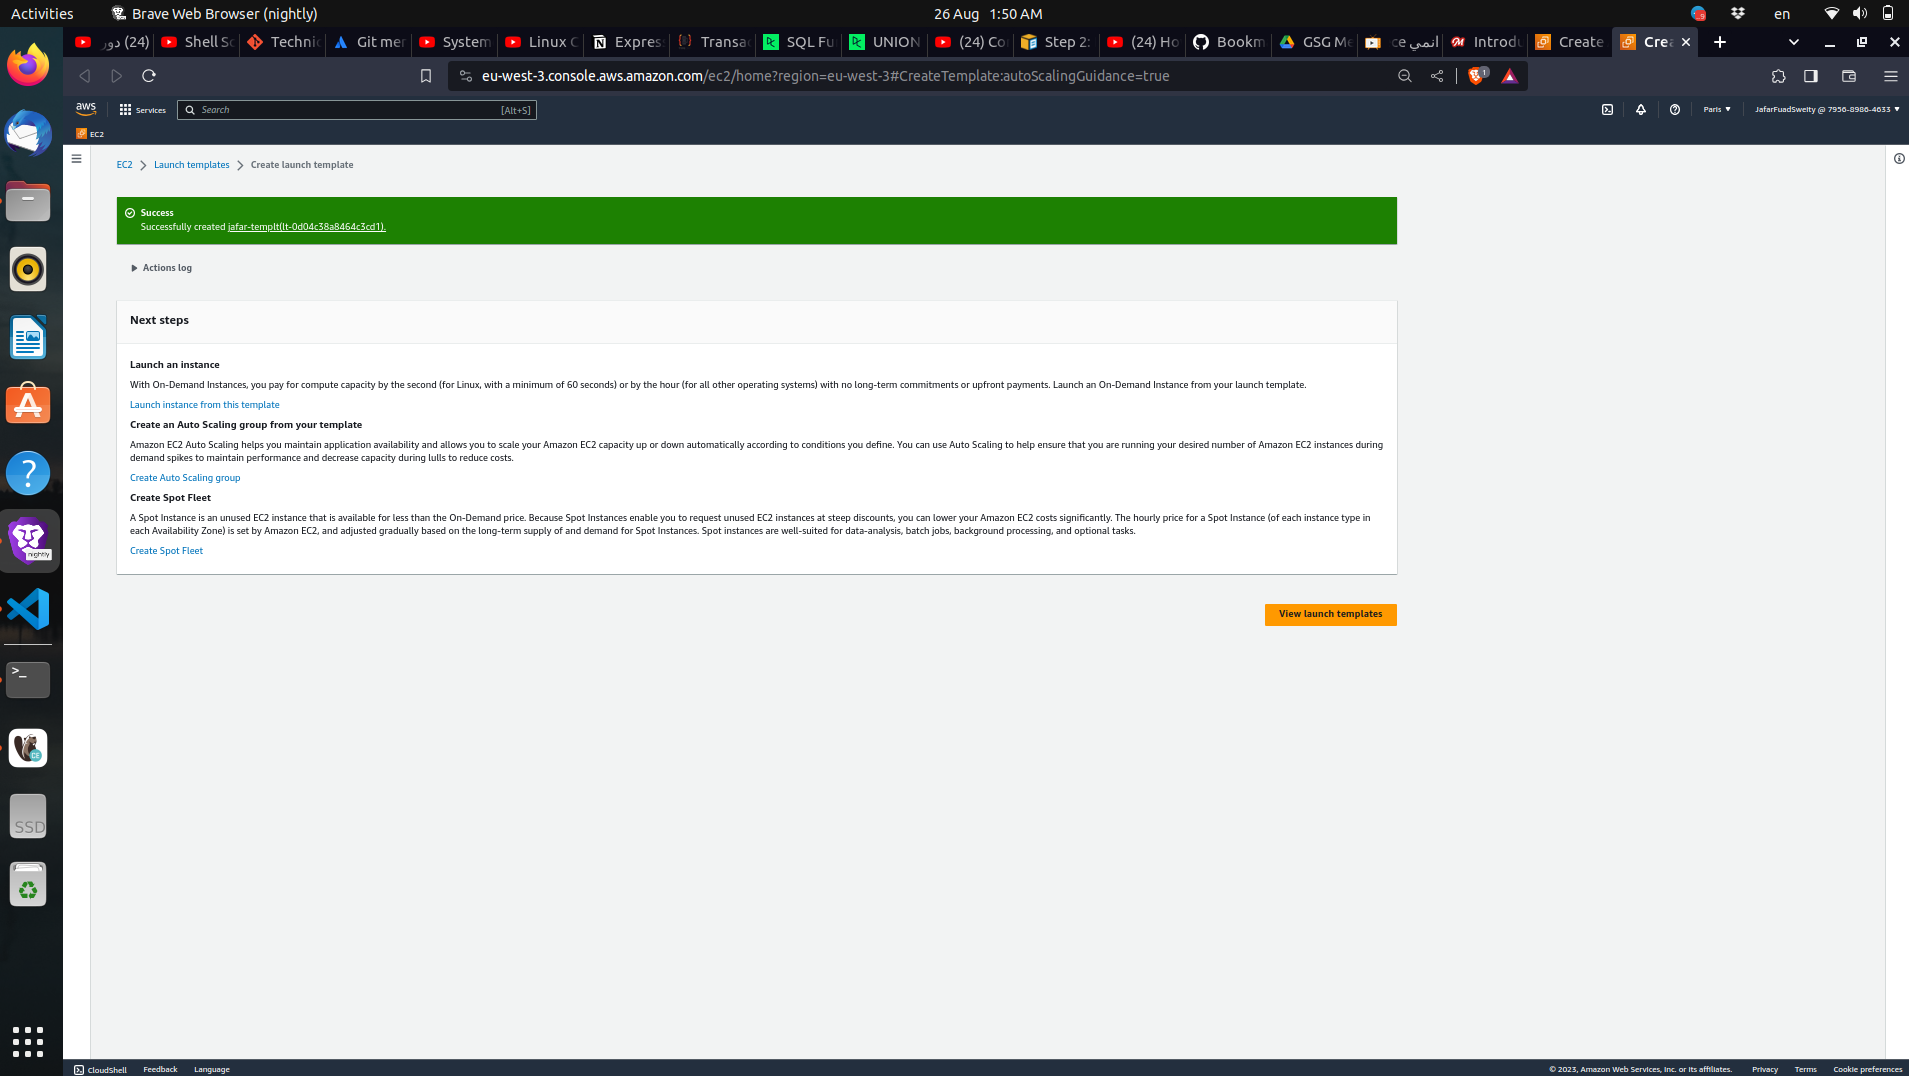 Activities
Brave Web Browser (nightly)
26 Aug 1:50 AM
en
(24) دور
Shell Sc
Technic
Git mer
System
Linux C
Expres
Transac
SQL Fu
UNION
(24) Co
Step 2:
(24) Ho
Bookm
GSG Me
انمي ce
Introdu
Create
Crea
eu-west-3.console.aws.amazon.com/ec2/home?region=eu-west-3#CreateTemplate:autoScalingGuidance=true
1
aws
Services
Search
[Alt+S]
Paris
JafarFuadSweity @ 7956-8986-4633
EC2
EC2
Launch templates
Create launch template
Success
Successfully created jafar-templt(lt-0d04c38a8464c3cd1).
Actions log
Next steps
Launch an instance
With On-Demand Instances, you pay for compute capacity by the second (for Linux, with a minimum of 60 seconds) or by the hour (for all other operating systems) with no long-term commitments or upfront payments. Launch an On-Demand Instance from your launch template.
Launch instance from this template
Create an Auto Scaling group from your template
Amazon EC2 Auto Scaling helps you maintain application availability and allows you to scale your Amazon EC2 capacity up or down automatically according to conditions you define. You can use Auto Scaling to help ensure that you are running your desired number of Amazon EC2 instances during
demand spikes to maintain performance and decrease capacity during lulls to reduce costs.
Create Auto Scaling group
Create Spot Fleet
A Spot Instance is an unused EC2 instance that is available for less than the On-Demand price. Because Spot Instances enable you to request unused EC2 instances at steep discounts, you can lower your Amazon EC2 costs significantly. The hourly price for a Spot Instance (of each instance type in
each Availability Zone) is set by Amazon EC2, and adjusted gradually based on the long-term supply of and demand for Spot Instances. Spot instances are well-suited for data-analysis, batch jobs, background processing, and optional tasks.
Create Spot Fleet
View launch templates
nightly
SSD
CloudShell
Feedback
Language
© 2023, Amazon Web Services, Inc. or its affiliates.
Privacy
Terms
Cookie preferences